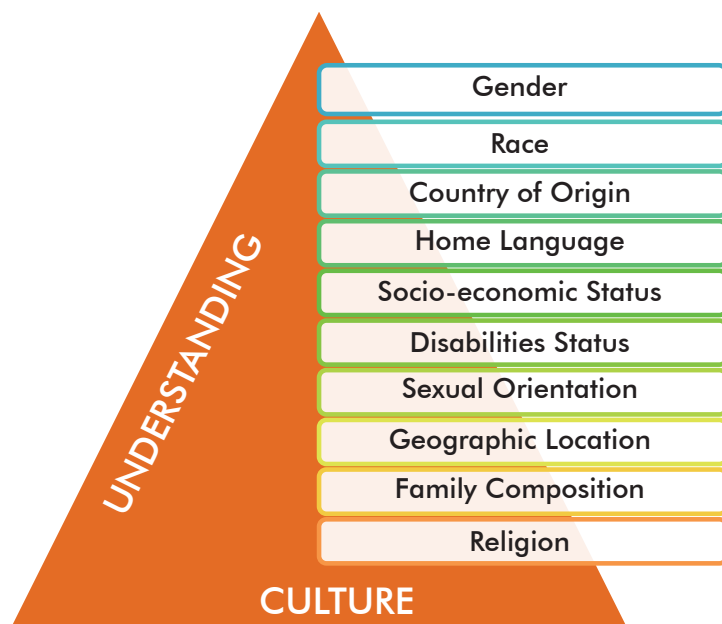 Gender
Race
Country of Origin
Home Language
Socio-economic Status
Disabilities Status
Sexual Orientation
Geographic Location
Family Composition
Religion
UNDERSTANDING
CULTURE